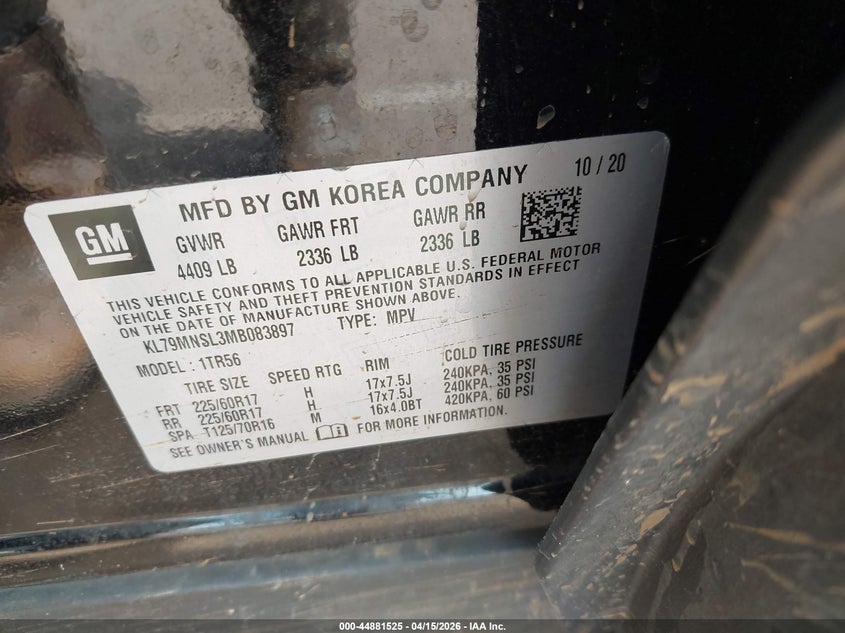 GM
MFD BY GM KOREA COMPANY 10 / 20
GVWR GAWR FRT GAWR RR
4409 LB 2336 LB 2336 LB
THIS VEHICLE CONFORMS TO ALL APPLICABLE U.S. FEDERAL MOTOR
VEHICLE SAFETY AND THEFT PREVENTION STANDARDS IN EFFECT
ON THE DATE OF MANUFACTURE SHOWN ABOVE.
KL79MNSL3MB083897 TYPE: MPV
MODEL : 1TR56
TIRE SIZE SPEED RTG RIM COLD TIRE PRESSURE
FRT 225/60R17 H 17x7.5J 240KPA, 35 PSI
RR 225/60R17 H 17x7.5J 240KPA, 35 PSI
SPA T125/70R16 M 16x4.0BT 420KPA, 60 PSI
SEE OWNER'S MANUAL FOR MORE INFORMATION.
000-44881525 - 04/15/2026 - IAA Inc.